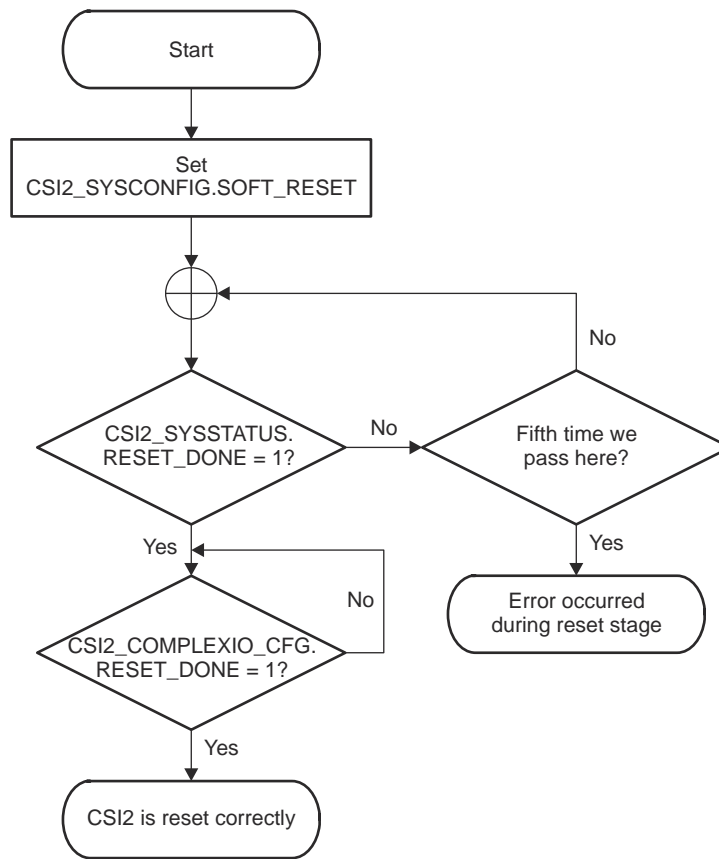 Start
Set
CSI2_SYSCONFIG.SOFT_RESET
No
CSI2_SYSSTATUS.
RESET_DONE = 1?
No
Fifth time we
pass here?
Yes
Yes
No
Error occurred
during reset stage
CSI2_COMPLEXIO_CFG.
RESET_DONE = 1?
Yes
CSI2 is reset correctly